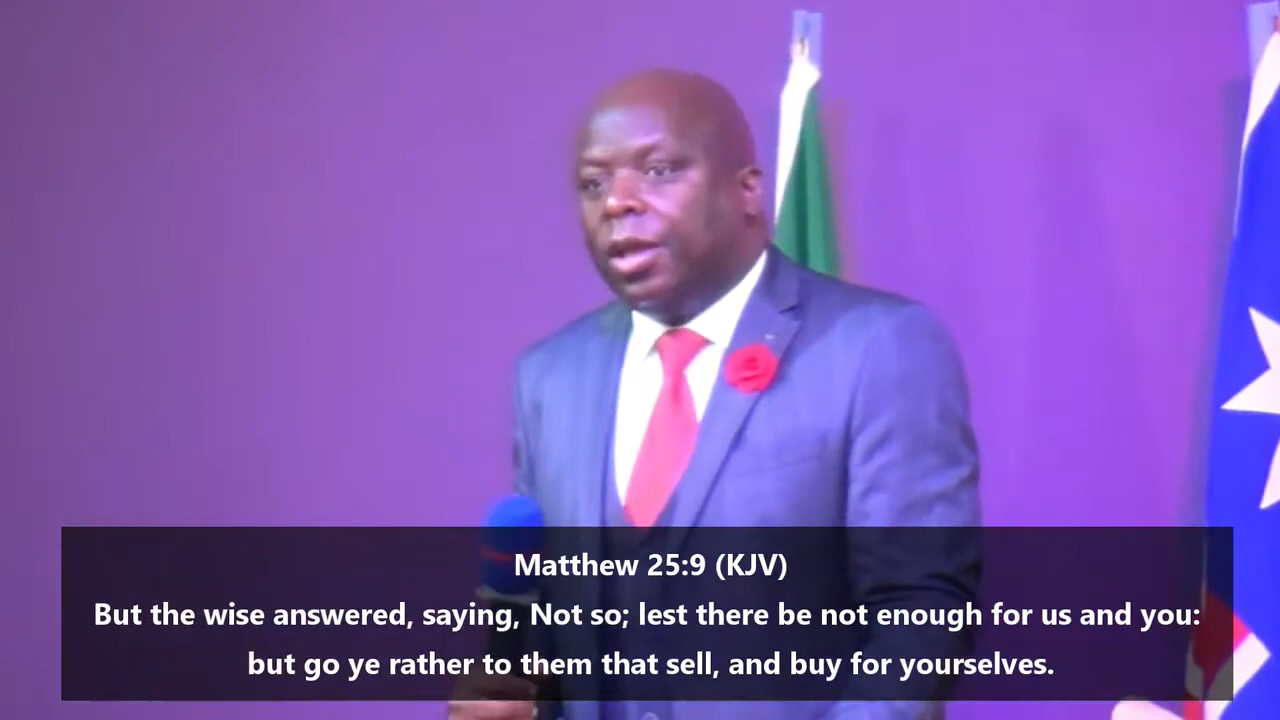 Matthew 25:9 (KJV)
But the wise answered, saying, Not so; lest there be not enough for us and you:
but go ye rather to them that sell, and buy for yourselves.